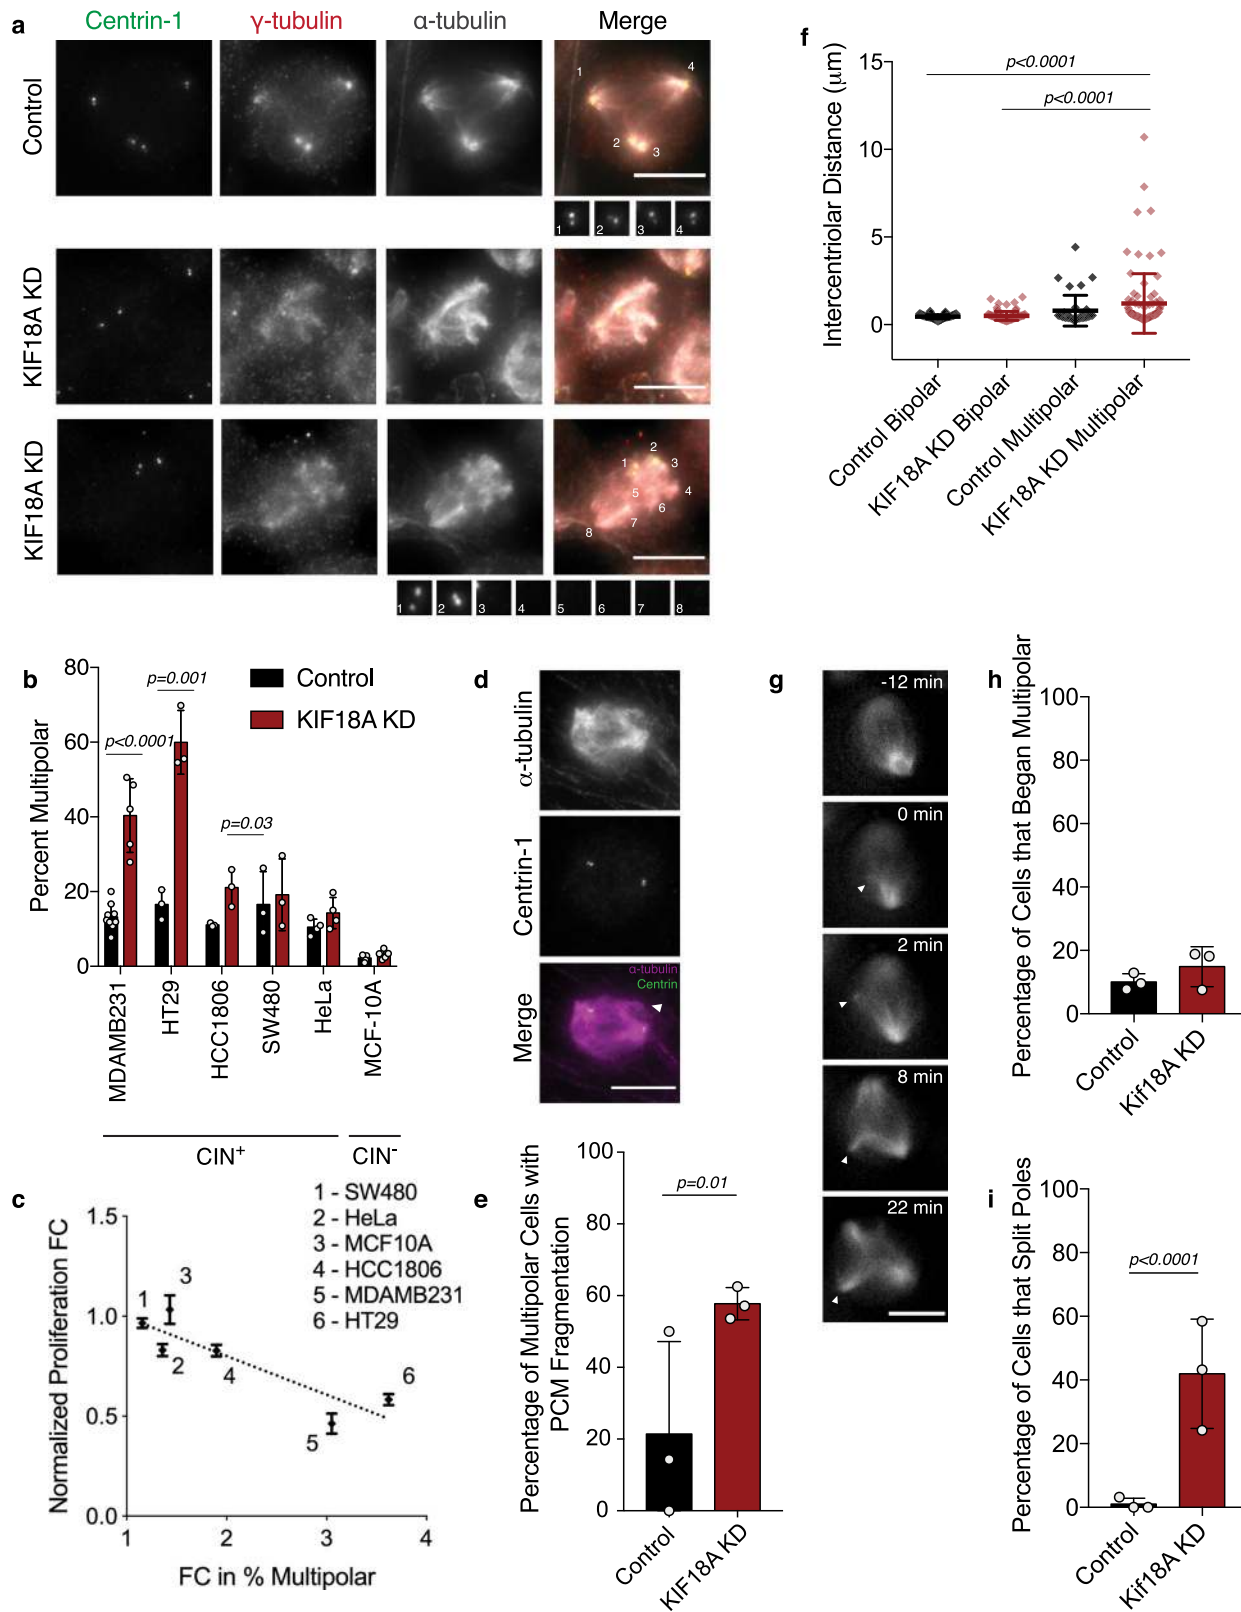 a
Centrin-1
γ-tubulin
α-tubulin
Merge
Control
1
4
2
3
1
2
3
4
KIF18A KD
KIF18A KD
1
2
3
4
5
6
7
8
1
2
3
4
5
6
7
8
f
Intercentriolar Distance (μm)
15
10
5
0
p<0.0001
p<0.0001
Control Bipolar
KIF18A KD Bipolar
Control Multipolar
KIF18A KD Multipolar
b
Percent Multipolar
80
60
40
20
0
p<0.0001
p=0.001
p=0.03
Control
KIF18A KD
MDAMB231
HT29
HCC1806
SW480
HeLa
MCF-10A
CIN+
CIN-
c
Normalized Proliferation FC
1.5
1.0
0.5
0.0
1
2
3
4
FC in % Multipolar
1
2
3
4
5
6
1 - SW480
2 - HeLa
3 - MCF10A
4 - HCC1806
5 - MDAMB231
6 - HT29
d
α-tubulin
Centrin-1
Merge
α-tubulin
Centrin
e
Percentage of Multipolar Cells with
PCM Fragmentation
100
80
60
40
20
0
p=0.01
Control
KIF18A KD
g
-12 min
0 min
2 min
8 min
22 min
h
Percentage of Cells that Began Multipolar
100
80
60
40
20
0
Control
Kif18A KD
i
Percentage of Cells that Split Poles
100
80
60
40
20
0
p<0.0001
Control
Kif18A KD